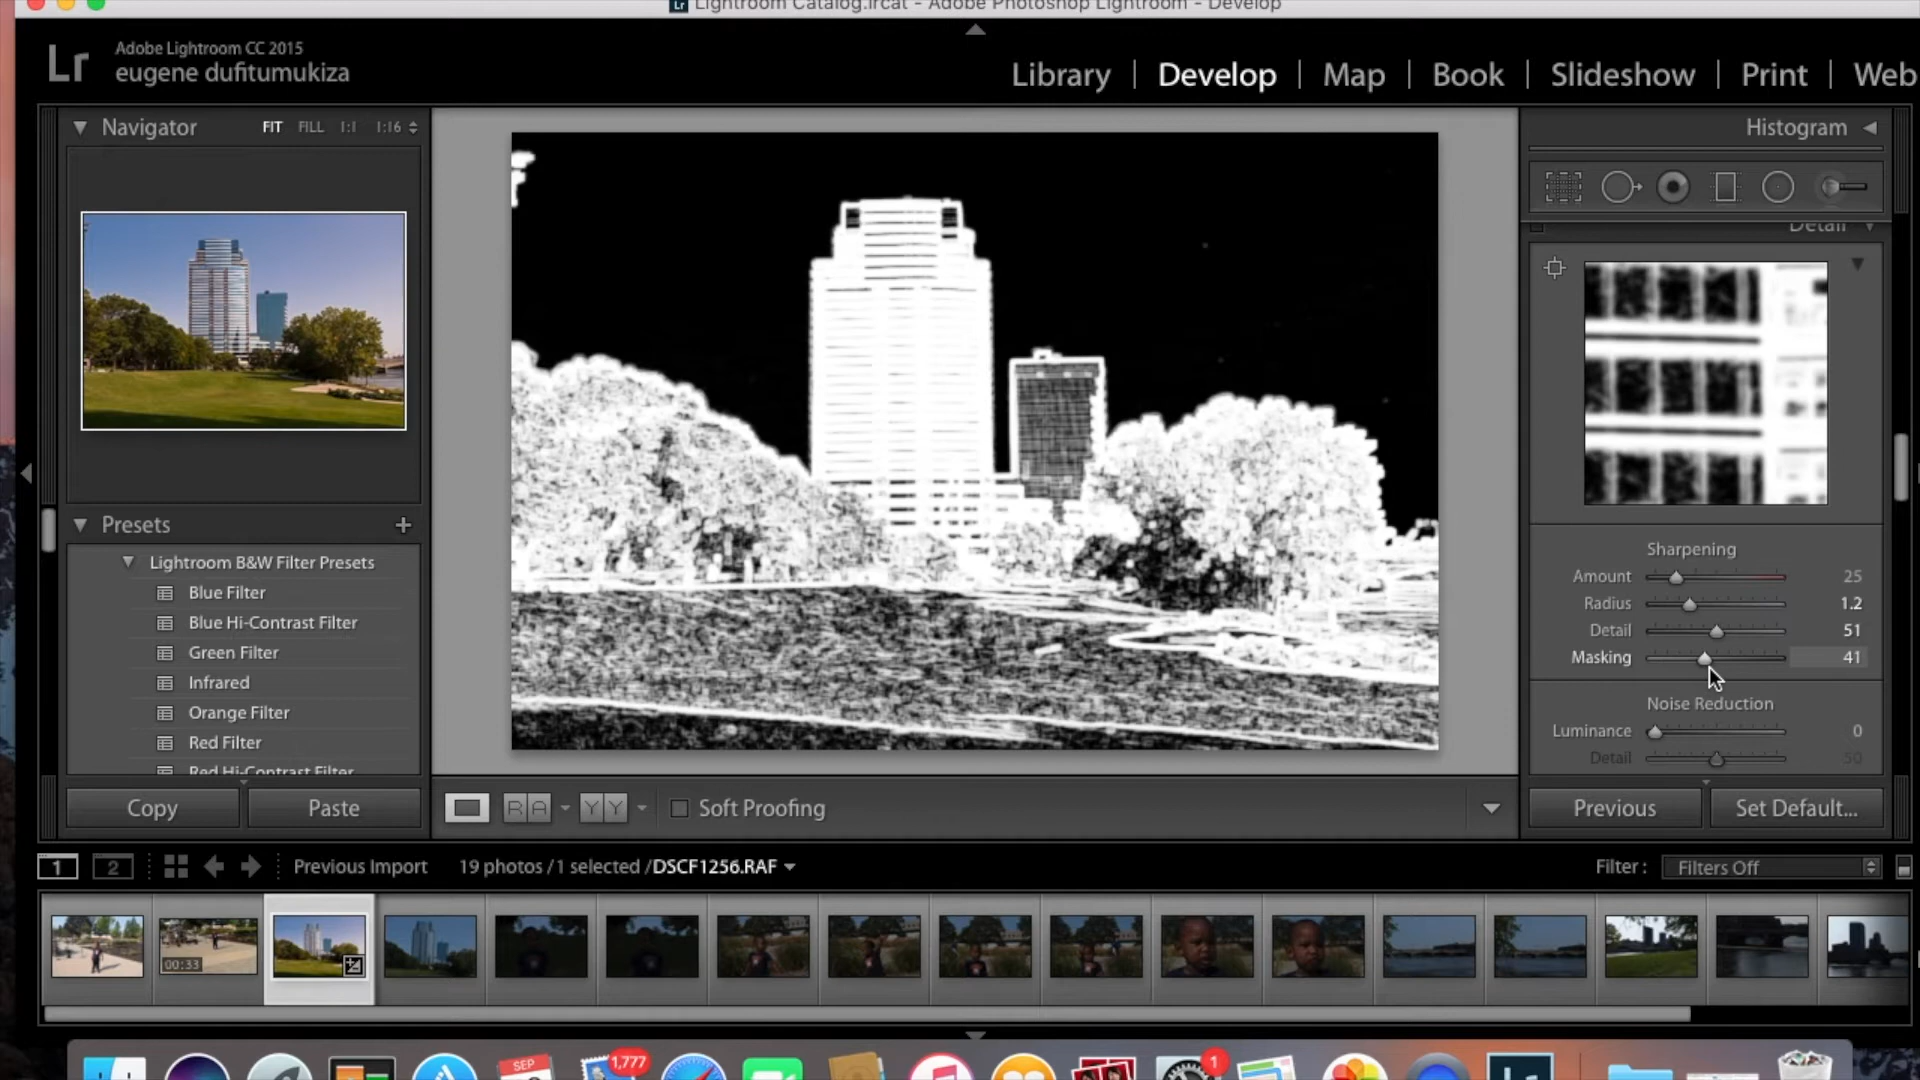 Lightroom Catalog.lrcat - Adobe Photoshop Lightroom - Develop
Lr
Adobe Lightroom CC 2015
eugene dufitumukiza
Library | Develop | Map | Book | Slideshow | Print | Web
Navigator FIT FILL 1:1 1:16
Histogram
Detail
Presets +
Lightroom B&W Filter Presets
Blue Filter
Blue Hi-Contrast Filter
Green Filter
Infrared
Orange Filter
Red Filter
Red Hi-Contrast Filter
Sharpening
Amount 25
Radius 1.2
Detail 51
Masking 41
Noise Reduction
Luminance 0
Detail 50
Copy Paste
R A Y Y Soft Proofing
Previous Set Default...
1 2 Previous Import 19 photos /1 selected /DSCF1256.RAF
Filter : Filters Off
00:33
SEP 1,777 1
Lr